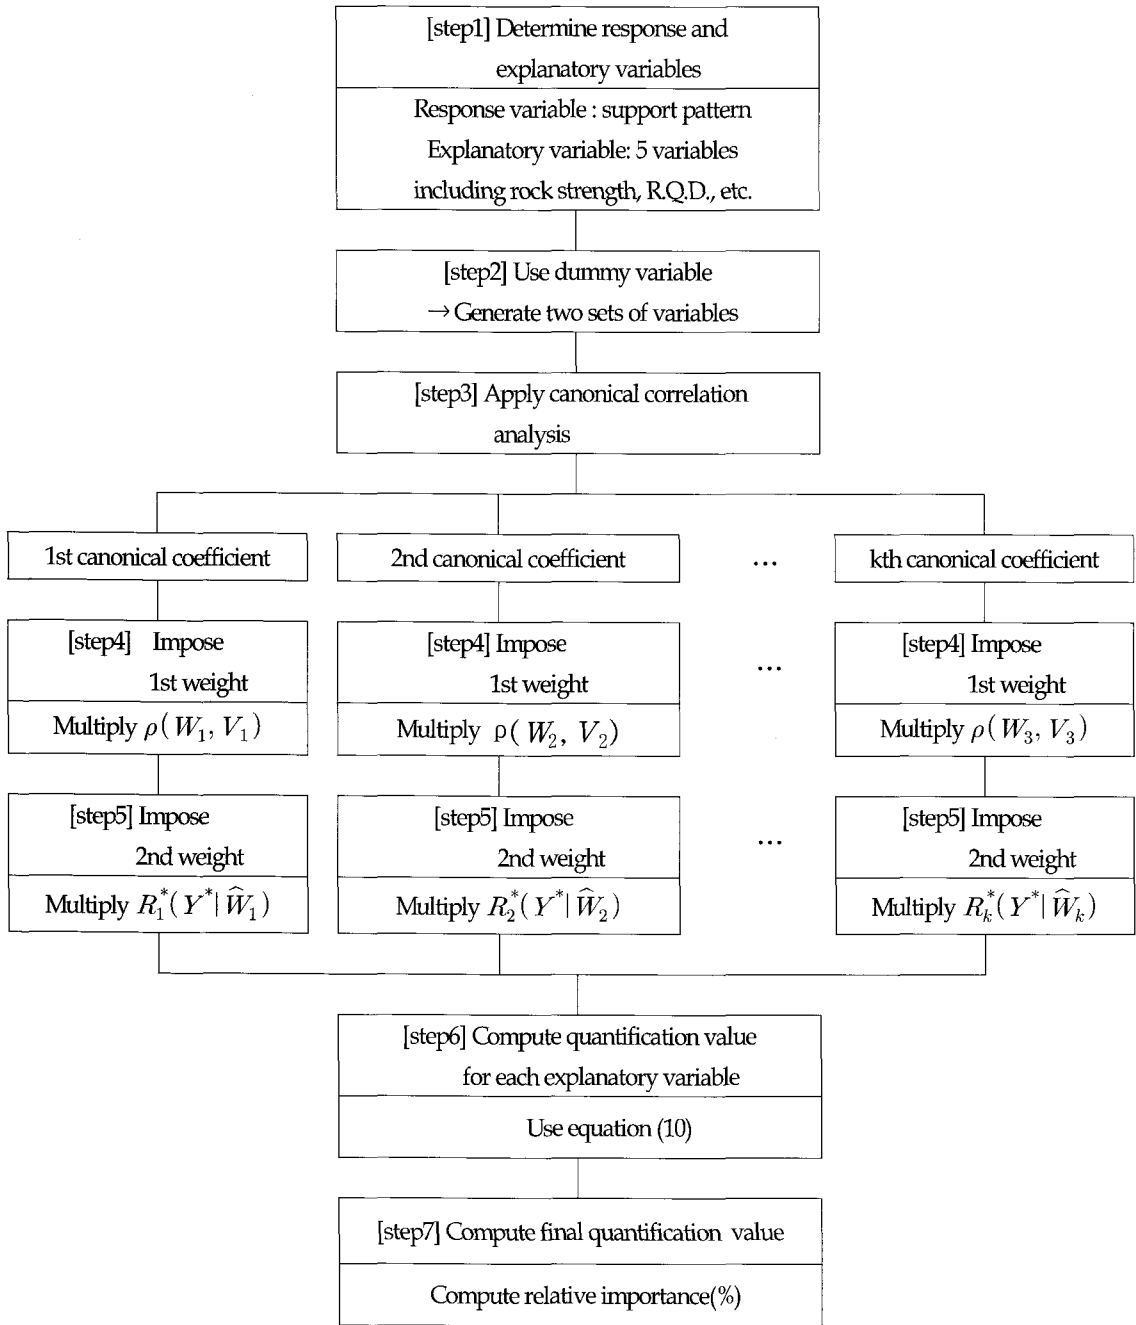 [step1] Determine response and
explanatory variables
Response variable : support pattern
Explanatory variable: 5 variables
including rock strength, R.Q.D., etc.
[step2] Use dummy variable
→ Generate two sets of variables
[step3] Apply canonical correlation
analysis
1st canonical coefficient
2nd canonical coefficient
...
kth canonical coefficient
[step4] Impose
1st weight
Multiply ρ( W₁, V₁)
[step4] Impose
1st weight
Multiply ρ( W₂, V₂)
...
[step4] Impose
1st weight
Multiply ρ( W₃, V₃)
[step5] Impose
2nd weight
Multiply R₁*( Y*| Ŵ₁)
[step5] Impose
2nd weight
Multiply R₂*( Y*| Ŵ₂)
...
[step5] Impose
2nd weight
Multiply Rₖ*( Y*| Ŵₖ)
[step6] Compute quantification value
for each explanatory variable
Use equation (10)
[step7] Compute final quantification value
Compute relative importance(%)